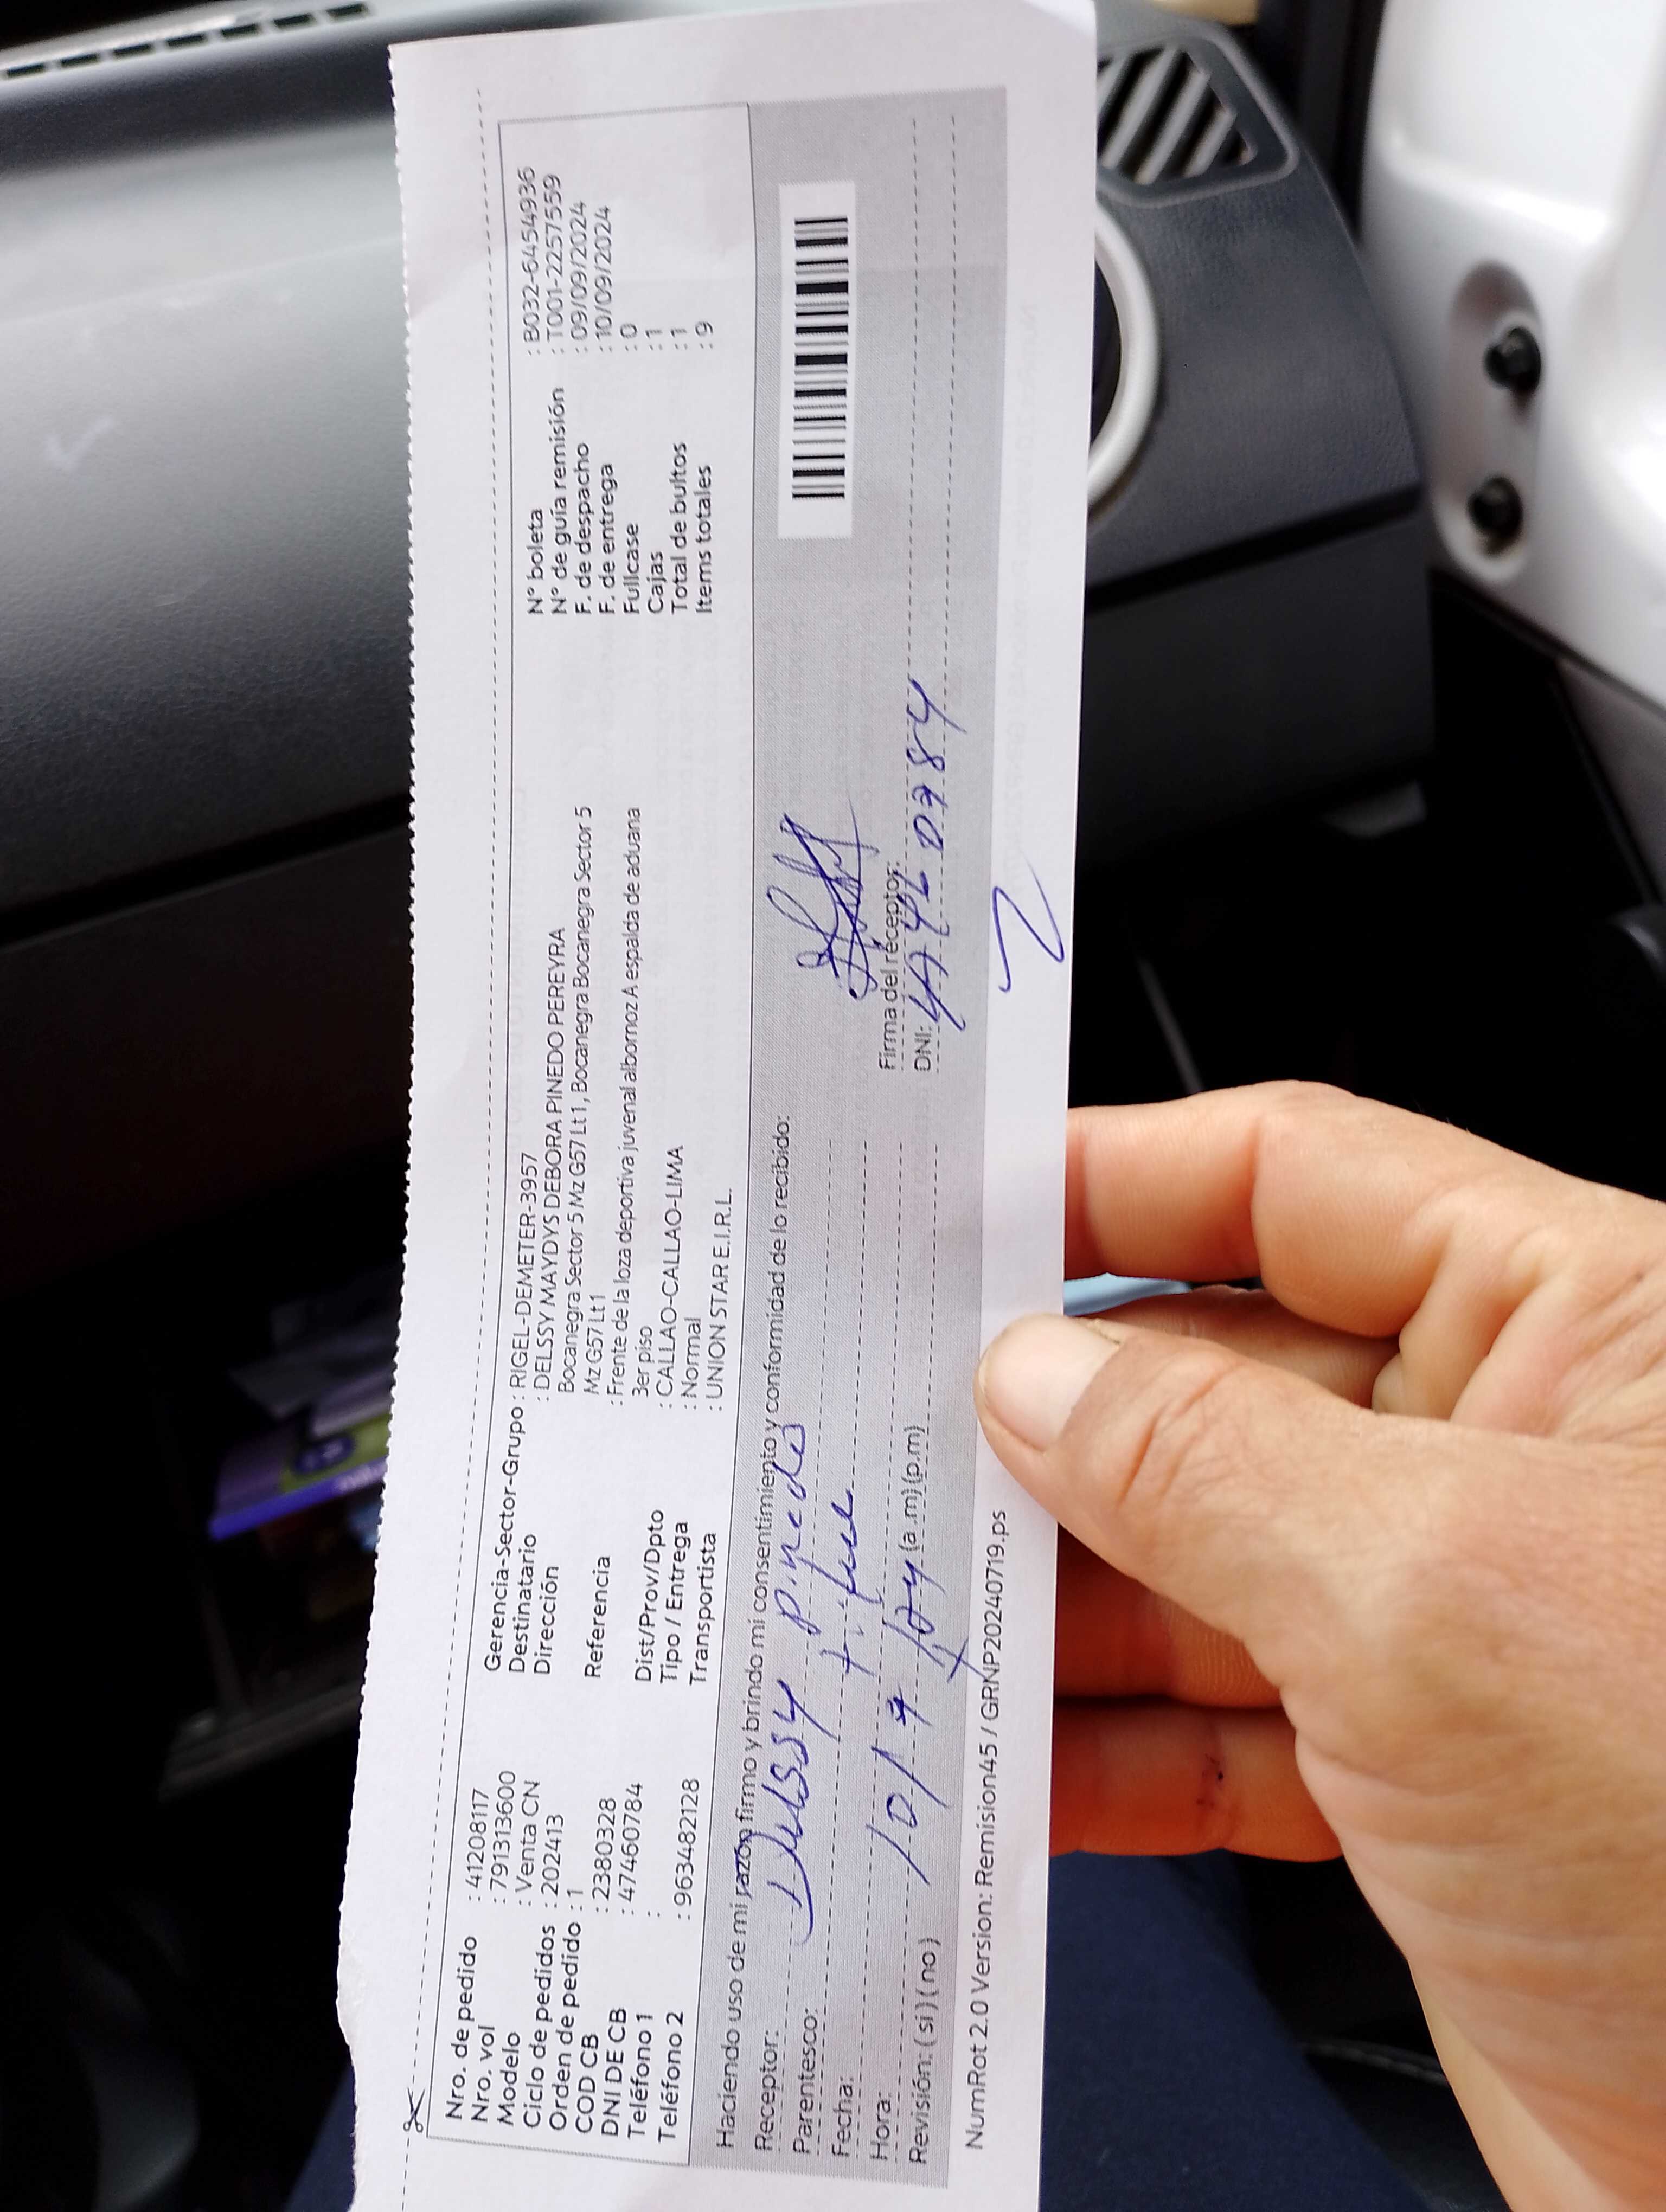 Nro. de pedido : 41208117
Nro. vol : 791313600
Modelo : Venta CN
Ciclo de pedidos : 202413
Orden de pedido : 1
COD CB : 2380328
DNI DE CB : 47460784
Teléfono 1 :
Teléfono 2 : 963482128
Gerencia-Sector-Grupo : RIGEL-DEMETER-3957
Destinatario : DELSSY MAYDYS DEBORA PINEDO PEREYRA
Dirección Bocanegra Sector 5 Mz G57 Lt 1, Bocanegra Bocanegra Sector 5
Mz G57 Lt 1
Referencia : Frente de la loza deportiva juvenal albornoz A espalda de aduana
3er piso
Dist/Prov/Dpto : CALLAO-CALLAO-LIMA
Tipo / Entrega : Normal
Transportista : UNION STAR E.I.R.L.
N° boleta : B032-6454936
N° de guía remisión : T001-22575559
F. de despacho : 09/09/2024
F. de entrega : 10/09/2024
Fullcase : 0
Cajas : 1
Total de bultos : 1
Items totales : 9
Haciendo uso de mi razón firmo y brindo mi consentimiento y conformidad de lo recibido:
Receptor: Delssy Pinedo
Parentesco:
Fecha:
Hora: (a.m) (p.m)
Revisión: ( si ) ( no )
Firma del receptor:
DNI: 47460784
NumRot 2.0 Version: Remision45 / GRNP20240719.ps